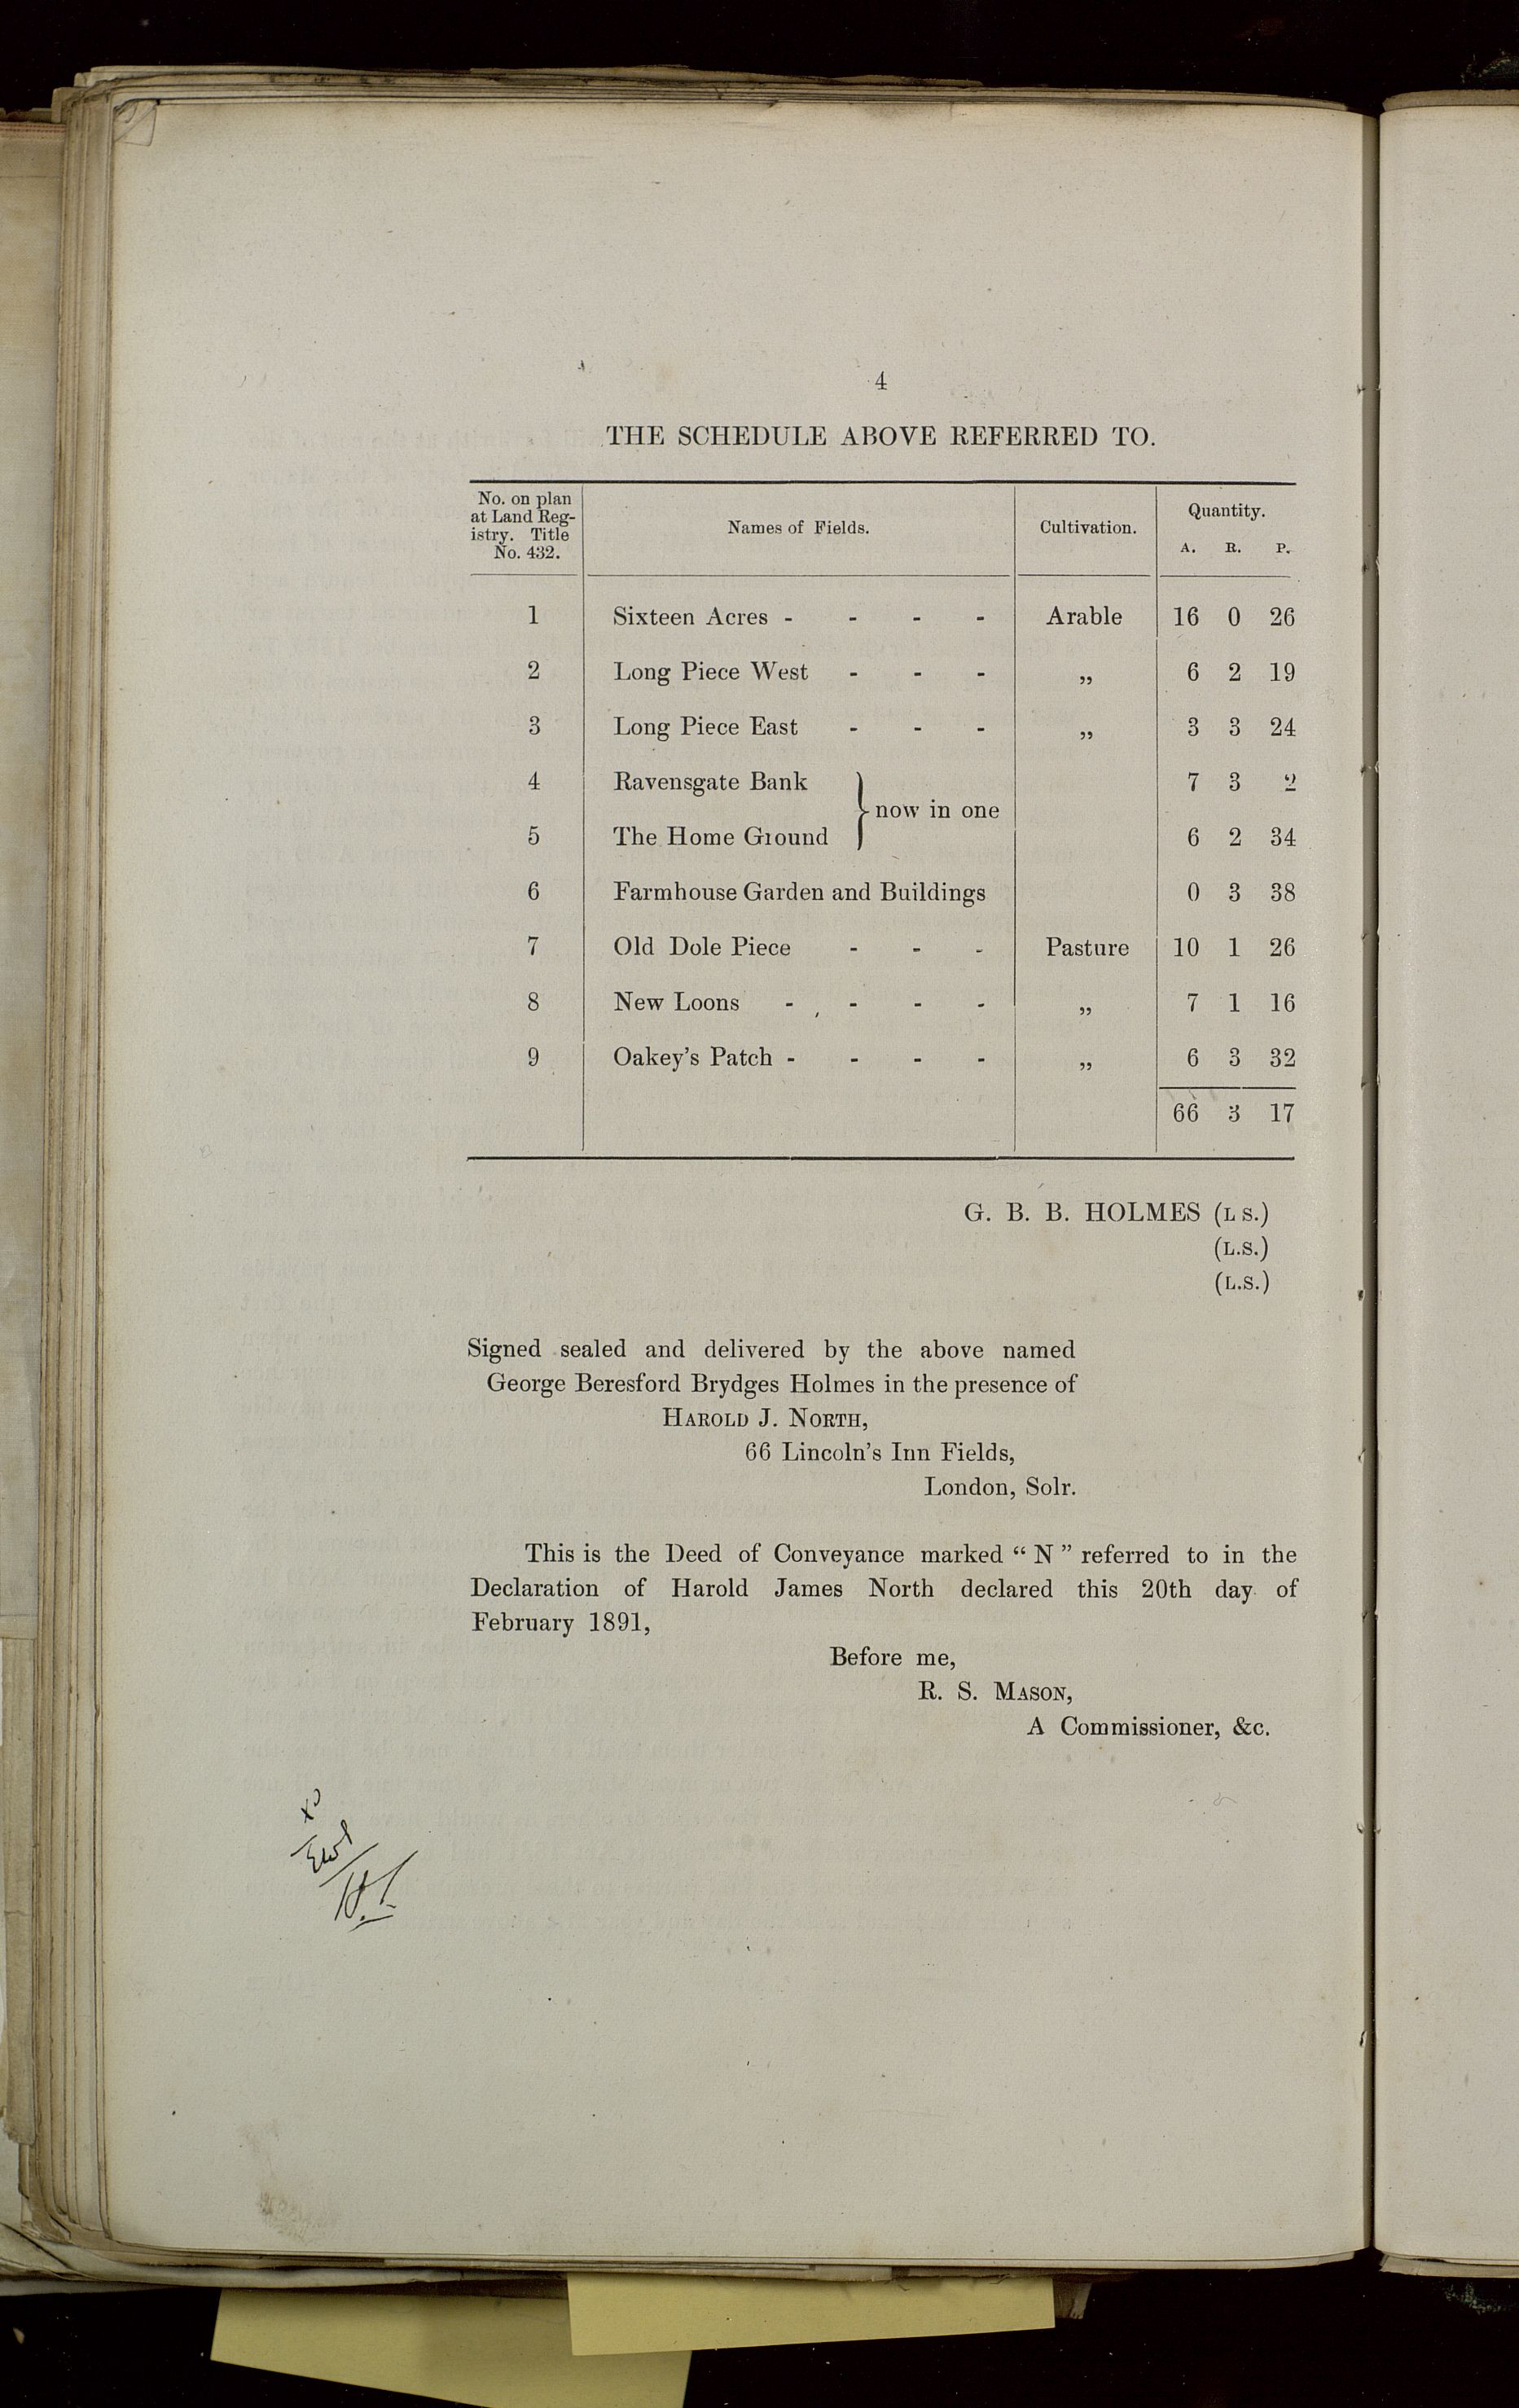 4
THE SCHEDULE ABOVE REFERRED TO.
No. on plan
at Land Reg-
istry. Title
No. 432.
Names of Fields.
Cultivation.
Quantity.
A. R. P.
1 Sixteen Acres - - - - Arable 16 0 26
2 Long Piece West - - - „ 6 2 19
3 Long Piece East - - - „ 3 3 24
4 Ravensgate Bank 7 3 2
} now in one
5 The Home Ground 6 2 34
6 Farmhouse Garden and Buildings 0 3 38
7 Old Dole Piece - - - Pasture 10 1 26
8 New Loons - - - - „ 7 1 16
9 Oakey's Patch - - - - „ 6 3 32
66 3 17
G. B. B. HOLMES (L S.)
(L.S.)
(L.S.)
Signed sealed and delivered by the above named
George Beresford Brydges Holmes in the presence of
HAROLD J. NORTH,
66 Lincoln's Inn Fields,
London, Solr.
This is the Deed of Conveyance marked “ N ” referred to in the
Declaration of Harold James North declared this 20th day of
February 1891,
Before me,
R. S. MASON,
A Commissioner, &c.